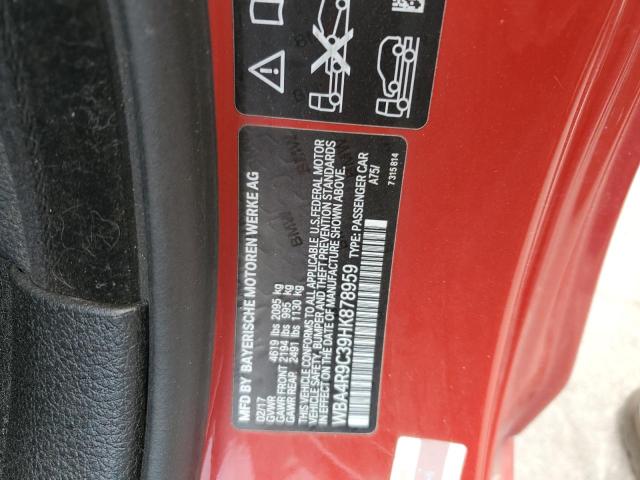 MFD BY BAYERISCHE MOTOREN WERKE AG
02/17
GVWR 4619 lbs 2095 kg
GAWR FRONT 2194 lbs 995 kg
GAWR REAR 2491 lbs 1130 kg
THIS VEHICLE CONFORMS TO ALL APPLICABLE U.S.FEDERAL MOTOR
VEHICLE SAFETY, BUMPER AND THEFT PREVENTION STANDARDS
IN EFFECT ON THE DATE OF MANUFACTURE SHOWN ABOVE.
WBA4R9C39HK878959 TYPE: PASSENGER CAR
A75/
7 315 814